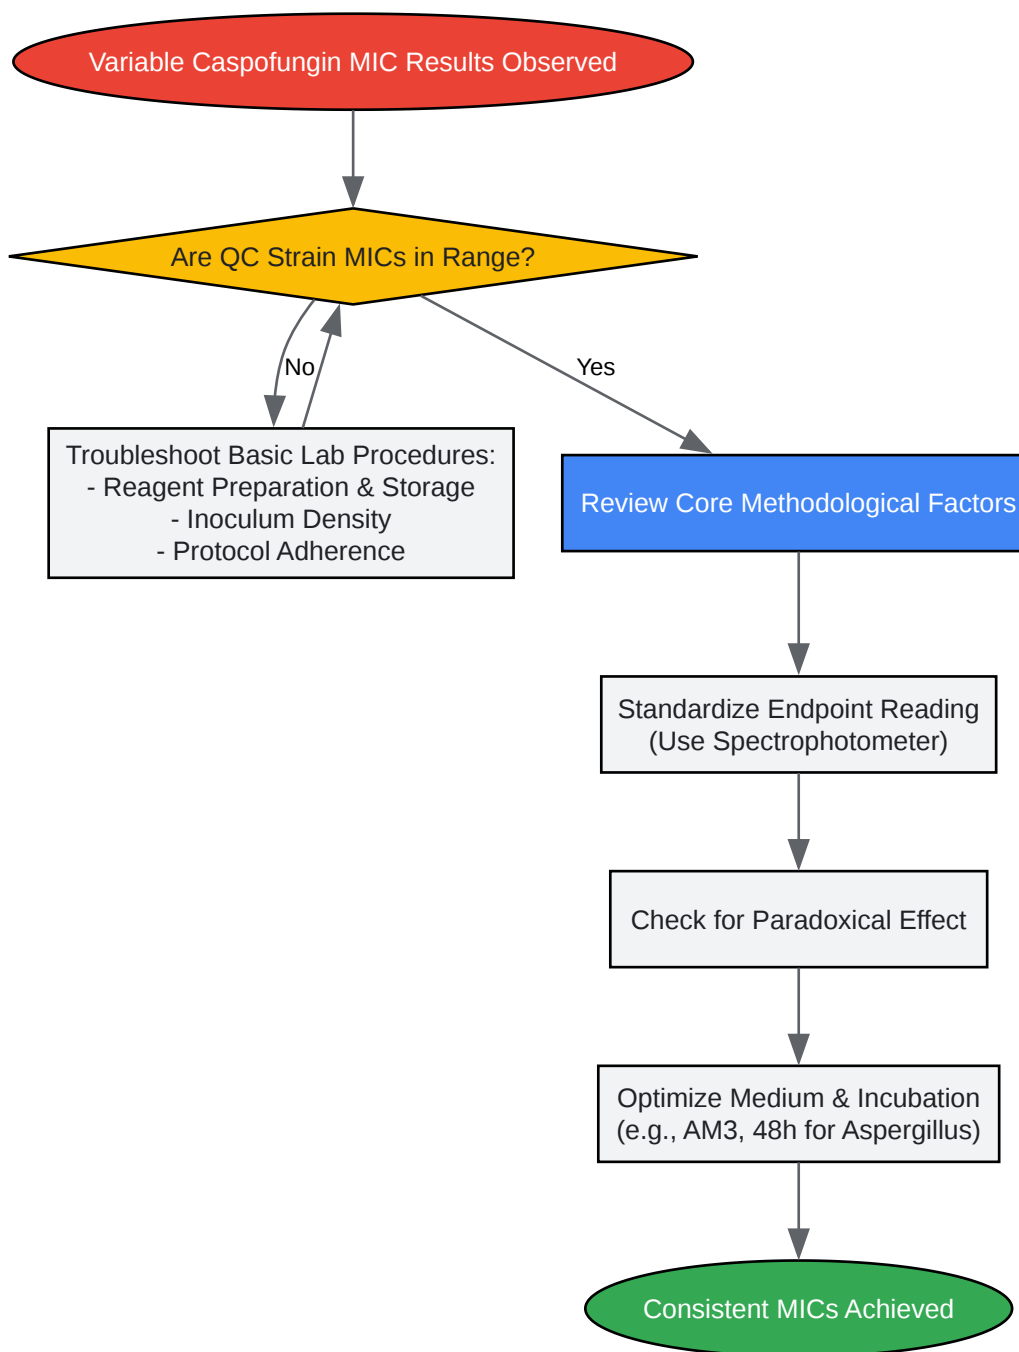 Variable Caspofungin MIC Results Observed
Are QC Strain MICs in Range?
No
Yes
Troubleshoot Basic Lab Procedures:
- Reagent Preparation & Storage
- Inoculum Density
- Protocol Adherence
Review Core Methodological Factors
Standardize Endpoint Reading
(Use Spectrophotometer)
Check for Paradoxical Effect
Optimize Medium & Incubation
(e.g., AM3, 48h for Aspergillus)
Consistent MICs Achieved